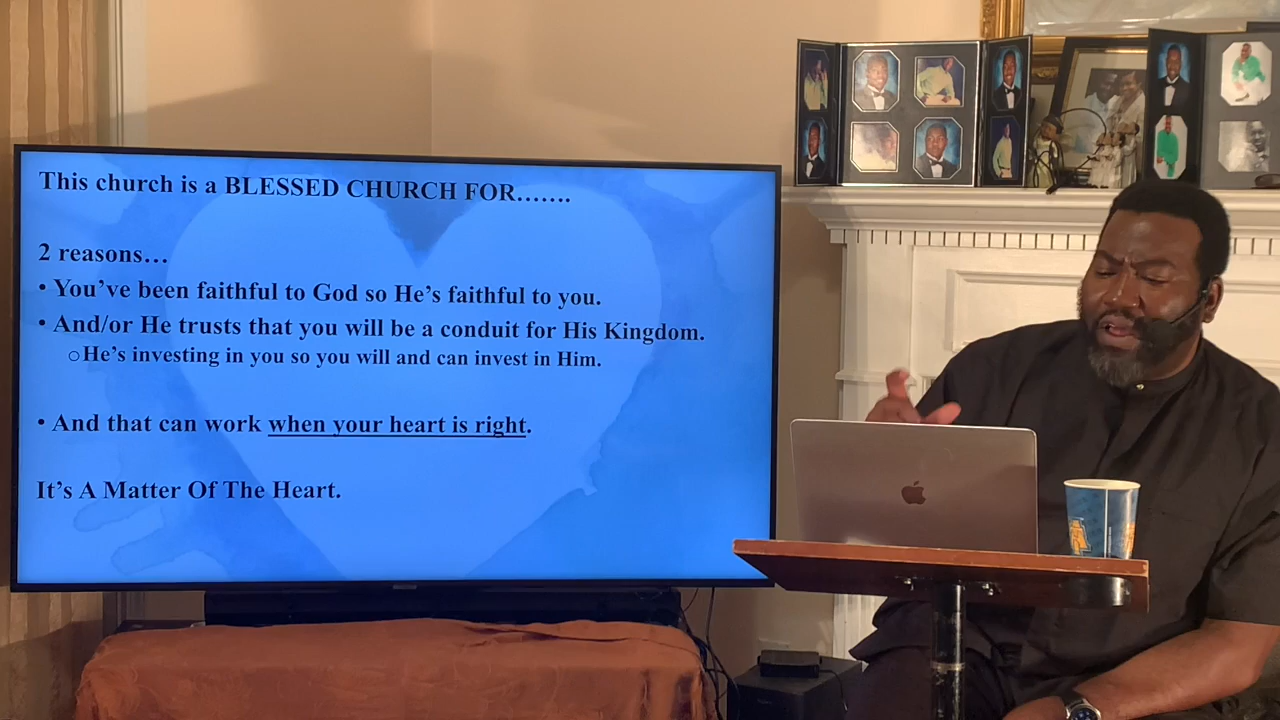 This church is a BLESSED CHURCH FOR.......
2 reasons...
• You've been faithful to God so He's faithful to you.
• And/or He trusts that you will be a conduit for His Kingdom.
○He's investing in you so you will and can invest in Him.
• And that can work when your heart is right.
It's A Matter Of The Heart.